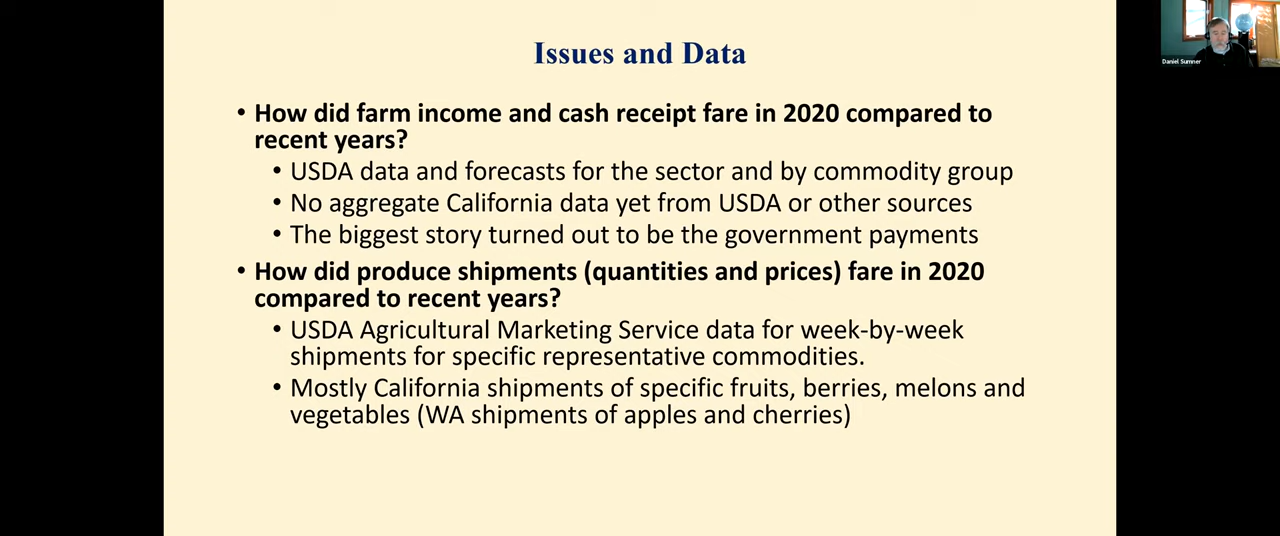 Issues and Data
• How did farm income and cash receipt fare in 2020 compared to
recent years?
• USDA data and forecasts for the sector and by commodity group
• No aggregate California data yet from USDA or other sources
• The biggest story turned out to be the government payments
• How did produce shipments (quantities and prices) fare in 2020
compared to recent years?
• USDA Agricultural Marketing Service data for week-by-week
shipments for specific representative commodities.
• Mostly California shipments of specific fruits, berries, melons and
vegetables (WA shipments of apples and cherries)
Daniel Sumner